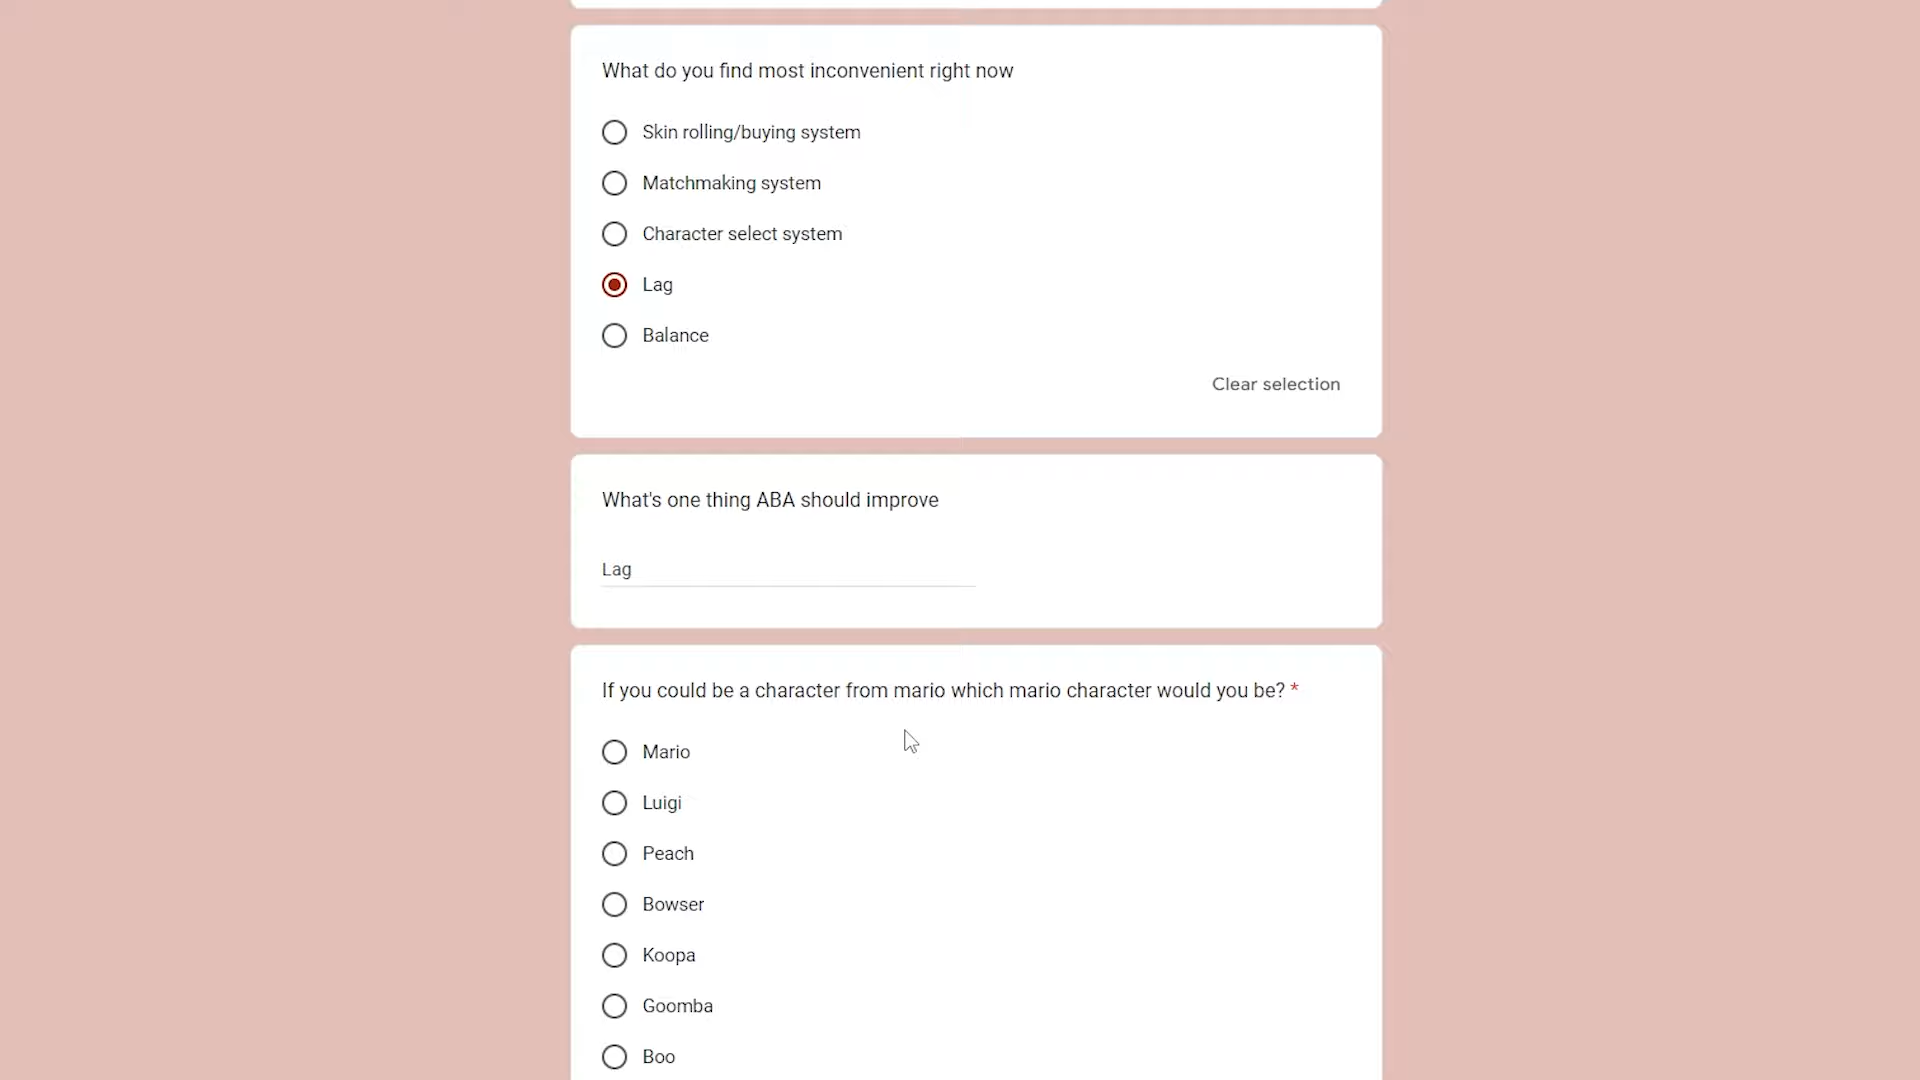 What do you find most inconvenient right now
Skin rolling/buying system
Matchmaking system
Character select system
Lag
Balance
Clear selection
What's one thing ABA should improve
Lag
If you could be a character from mario which mario character would you be? *
Mario
Luigi
Peach
Bowser
Koopa
Goomba
Boo